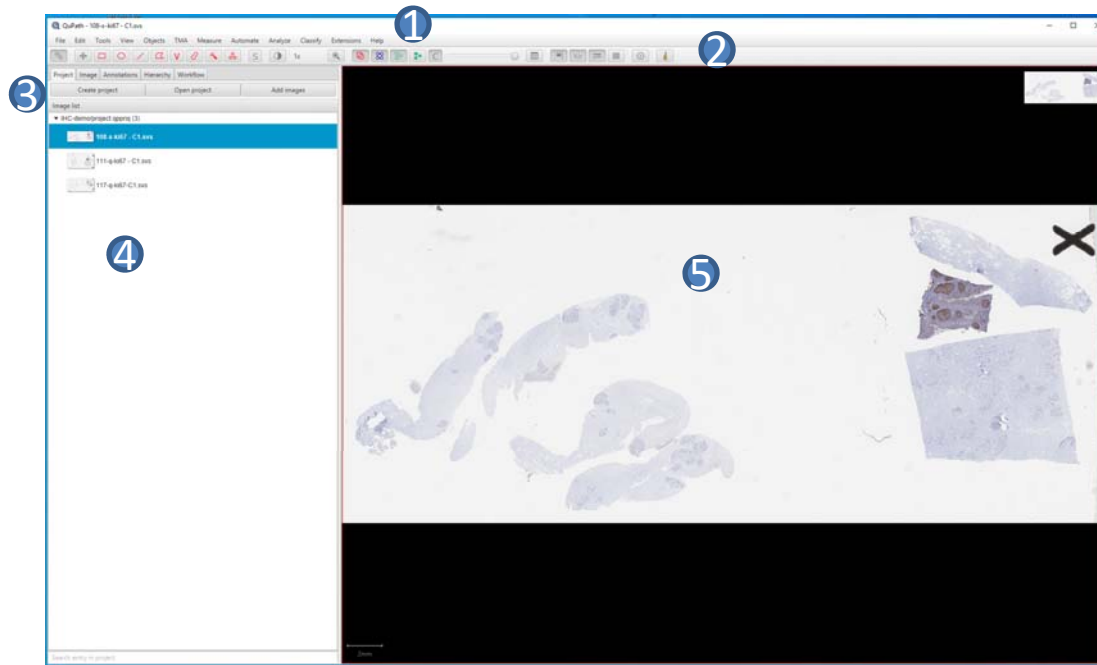 1
QuPath - 108-s-ki67 - C1.svs
File Edit Tools View Objects TMA Measure Automate Analyze Classify Extensions Help
2
S 1x C
3
Project Image Annotations Hierarchy Workflow
Create project Open project Add images
Image list
IHC-demo/project.qpproj (3)
108-s-ki67 - C1.svs
111-q-ki67 - C1.svs
117-q-ki67-C1.svs
4
5
X
2mm
Search entry in project